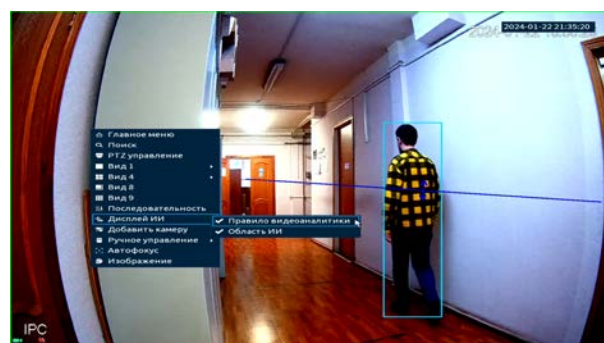 2024-01-22 21:35:20
Главное меню
Поиск
PTZ управление
Вид 1
Вид 4
Вид 8
Вид 9
Последовательность
Дисплей ИИ
Правило видеоаналитики
Область ИИ
Добавить камеру
Ручное управление
Автофокус
Изображение
IPC